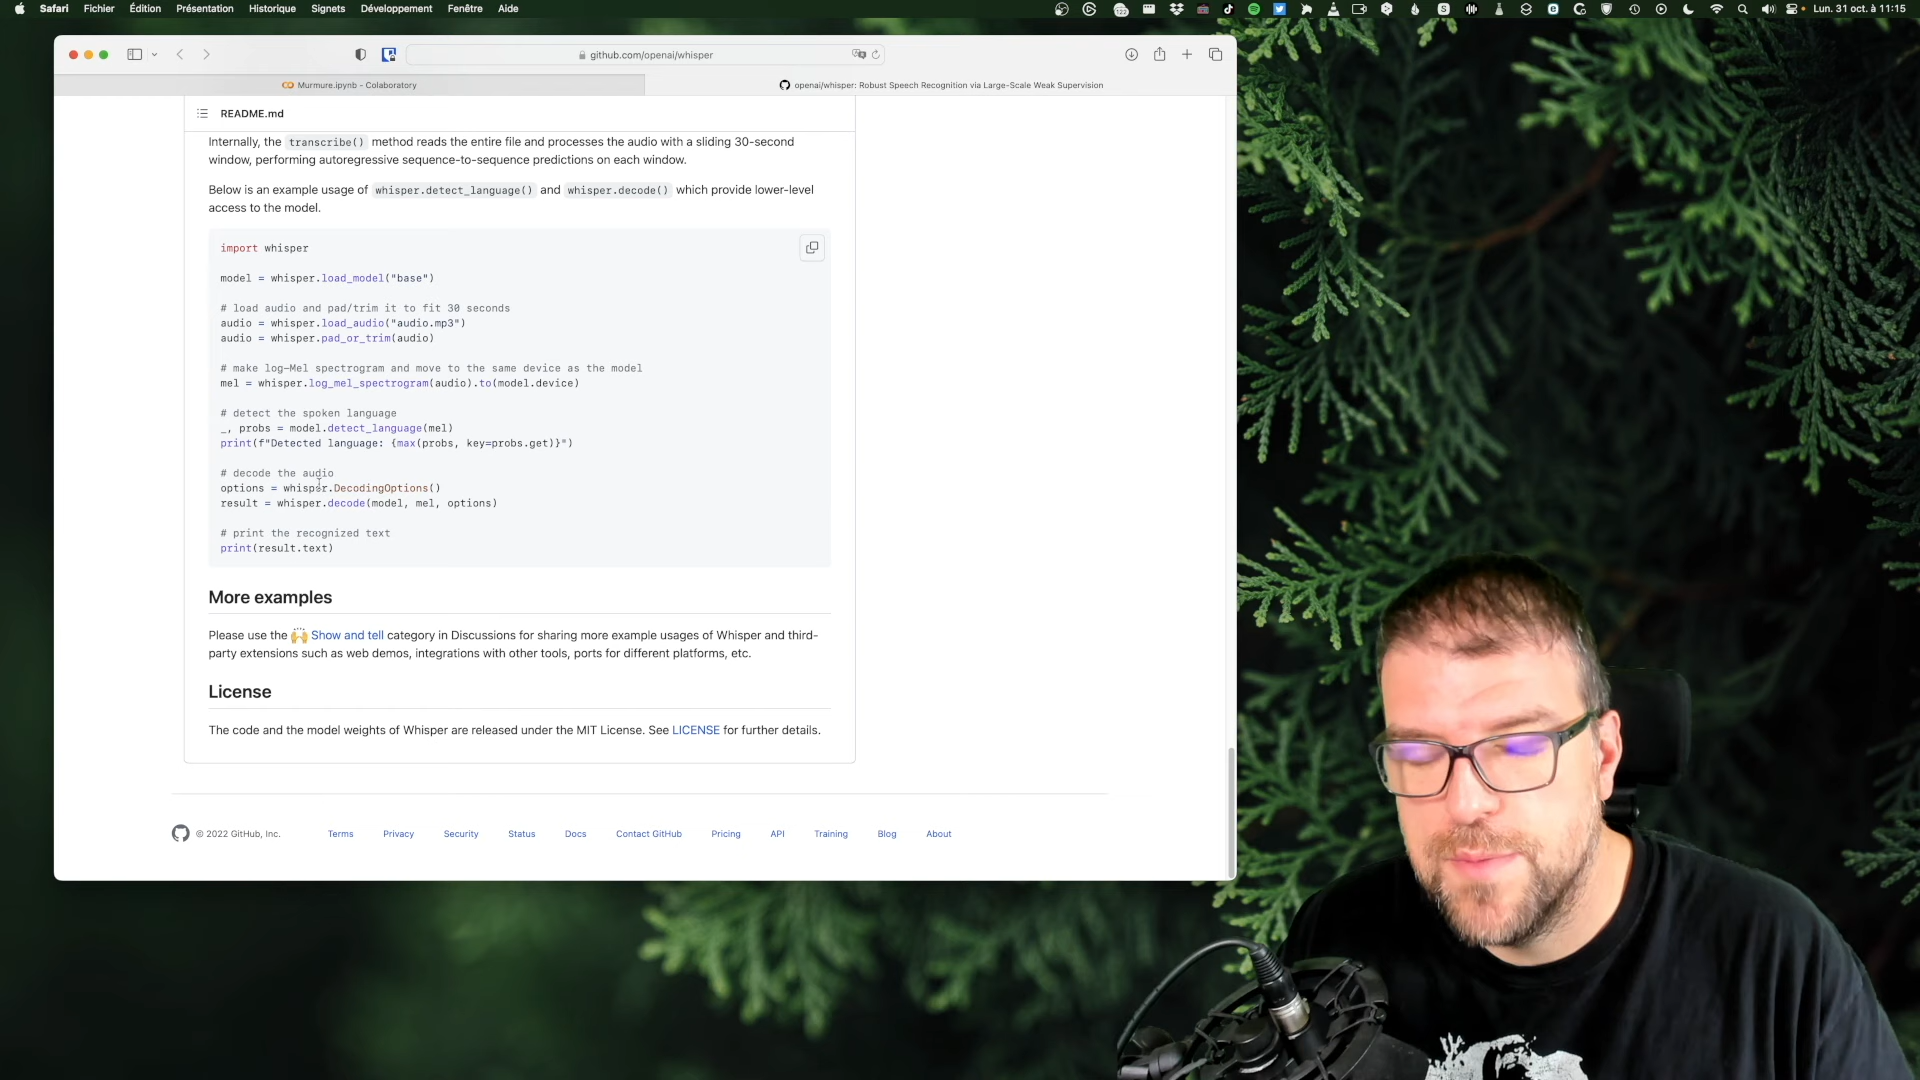 Safari Fichier Édition Présentation Historique Signets Développement Fenêtre Aide
Lun. 31 oct. à 11:15
github.com/openai/whisper
Murmure.ipynb - Colaboratory
openai/whisper: Robust Speech Recognition via Large-Scale Weak Supervision
README.md
Internally, the transcribe() method reads the entire file and processes the audio with a sliding 30-second
window, performing autoregressive sequence-to-sequence predictions on each window.
Below is an example usage of whisper.detect_language() and whisper.decode() which provide lower-level
access to the model.
import whisper
model = whisper.load_model("base")
# load audio and pad/trim it to fit 30 seconds
audio = whisper.load_audio("audio.mp3")
audio = whisper.pad_or_trim(audio)
# make log-Mel spectrogram and move to the same device as the model
mel = whisper.log_mel_spectrogram(audio).to(model.device)
# detect the spoken language
_, probs = model.detect_language(mel)
print(f"Detected language: {max(probs, key=probs.get)}")
# decode the audio
options = whisper.DecodingOptions()
result = whisper.decode(model, mel, options)
# print the recognized text
print(result.text)
More examples
Please use the 🙌 Show and tell category in Discussions for sharing more example usages of Whisper and third-
party extensions such as web demos, integrations with other tools, ports for different platforms, etc.
License
The code and the model weights of Whisper are released under the MIT License. See LICENSE for further details.
© 2022 GitHub, Inc. Terms Privacy Security Status Docs Contact GitHub Pricing API Training Blog About